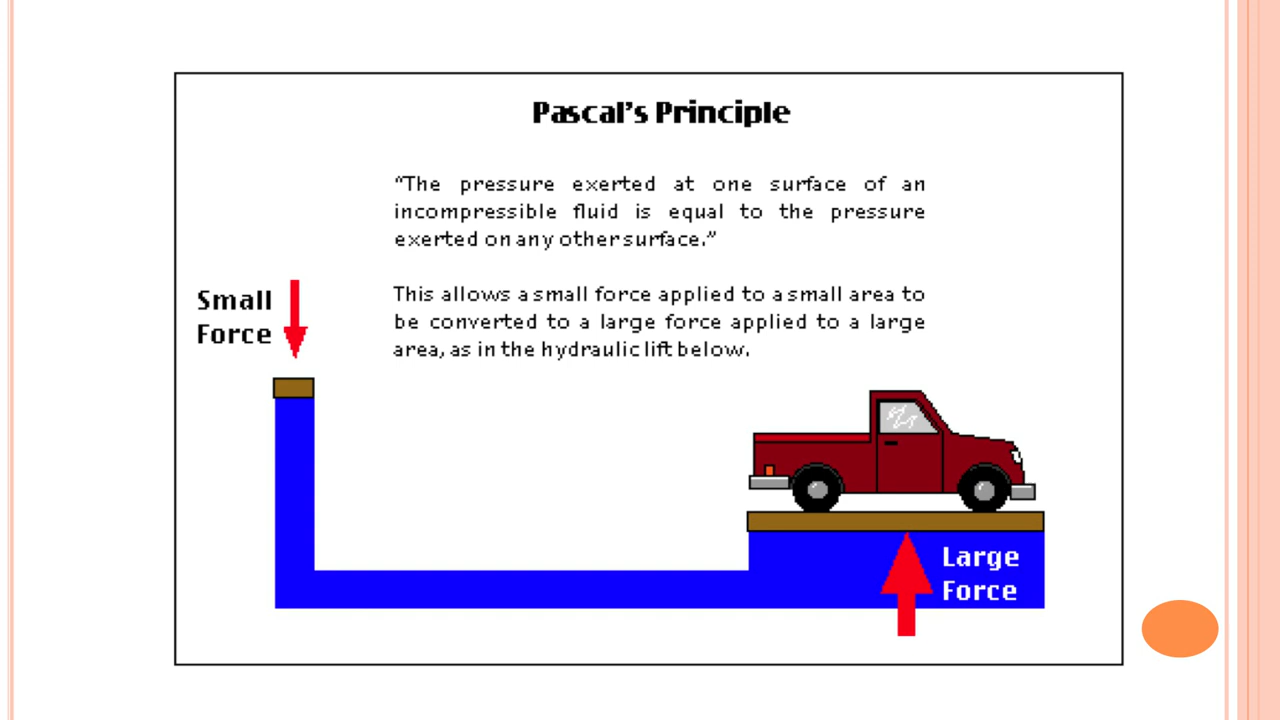 Pascal's Principle
“The pressure exerted at one surface of an
incompressible fluid is equal to the pressure
exerted on any other surface.”
This allows a small force applied to a small area to
be converted to a large force applied to a large
area, as in the hydraulic lift below.
Small
Force
Large
Force